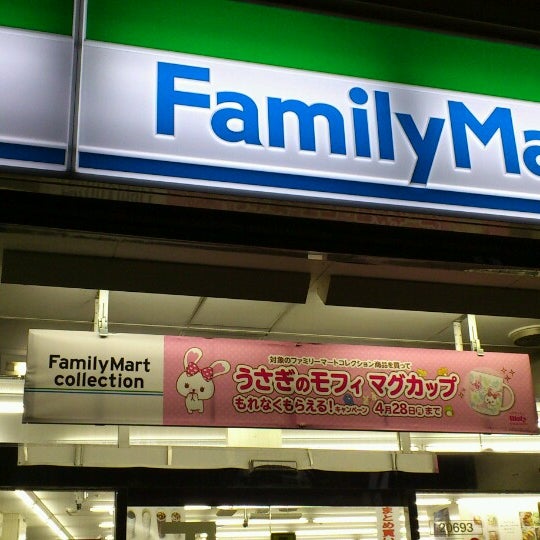 FamilyMa
FamilyMart
collection
対象のファミリーマートコレクション商品を買って
うさぎのモフィ マグカップ
もれなくもらえる!キャンペーン 4月28日(月)まで
20693